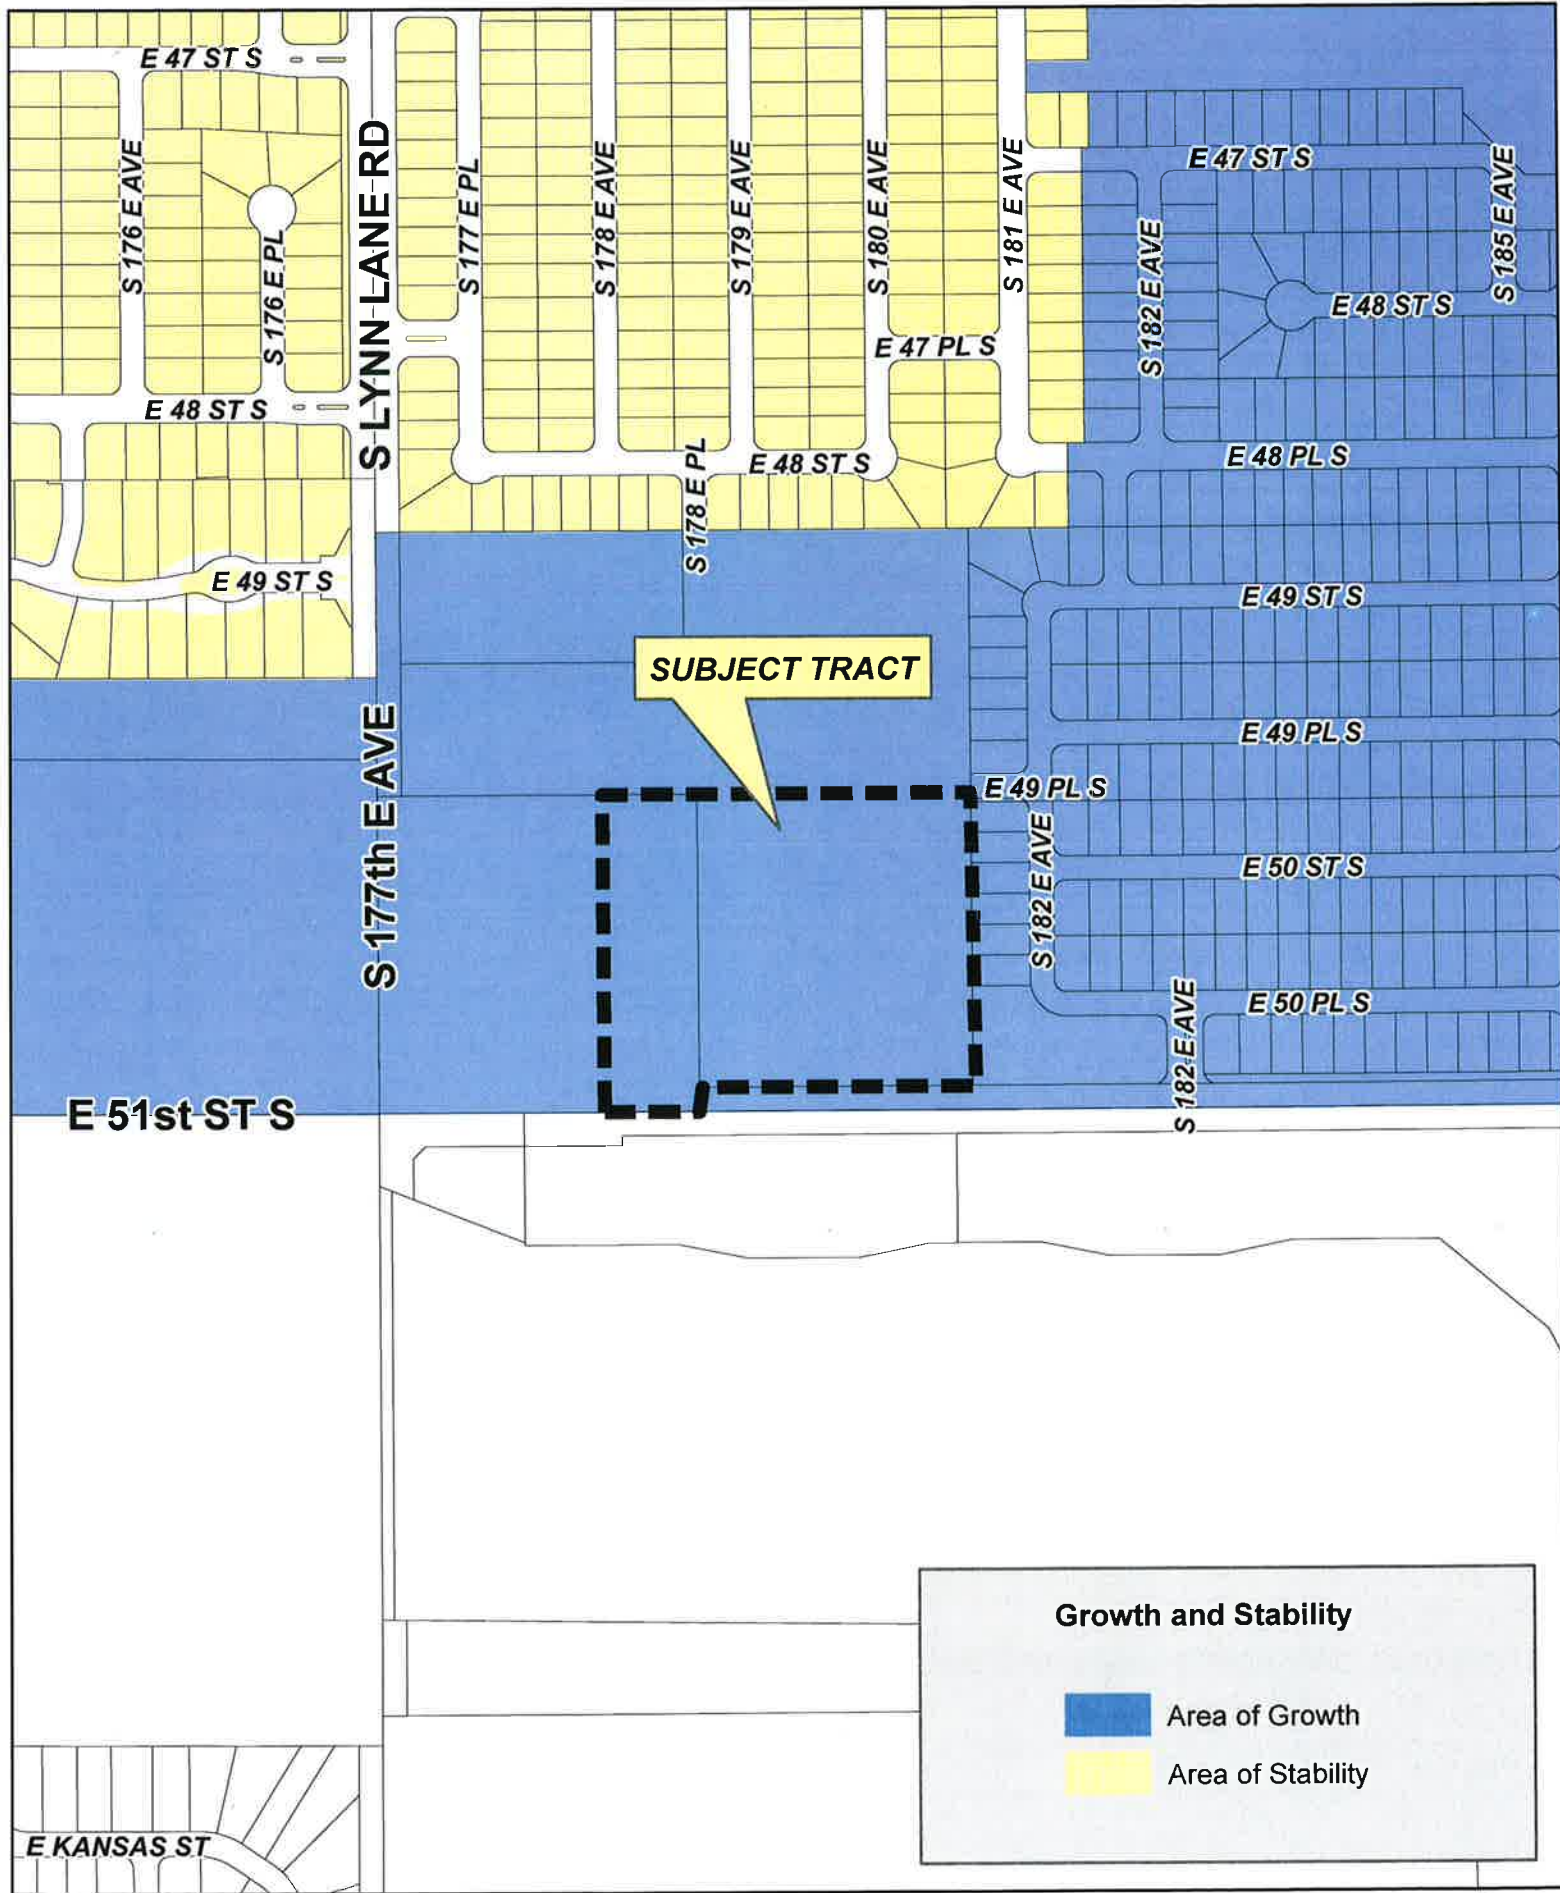 E 47 ST S
S 176 E AVE
S 176 E PL
S LYNN LANE RD
S 177 E PL
S 178 E AVE
S 179 E AVE
S 180 E AVE
S 181 E AVE
E 47 ST S
S 182 E AVE
S 185 E AVE
E 48 ST S
E 47 PL S
E 48 ST S
S 178 E PL
E 48 ST S
E 48 PL S
E 49 ST S
E 49 ST S
SUBJECT TRACT
S 177th E AVE
E 49 PL S
E 49 PL S
S 182 E AVE
E 50 ST S
E 50 PL S
S 182 E AVE
E 51st ST S
Growth and Stability
Area of Growth
Area of Stability
E KANSAS ST